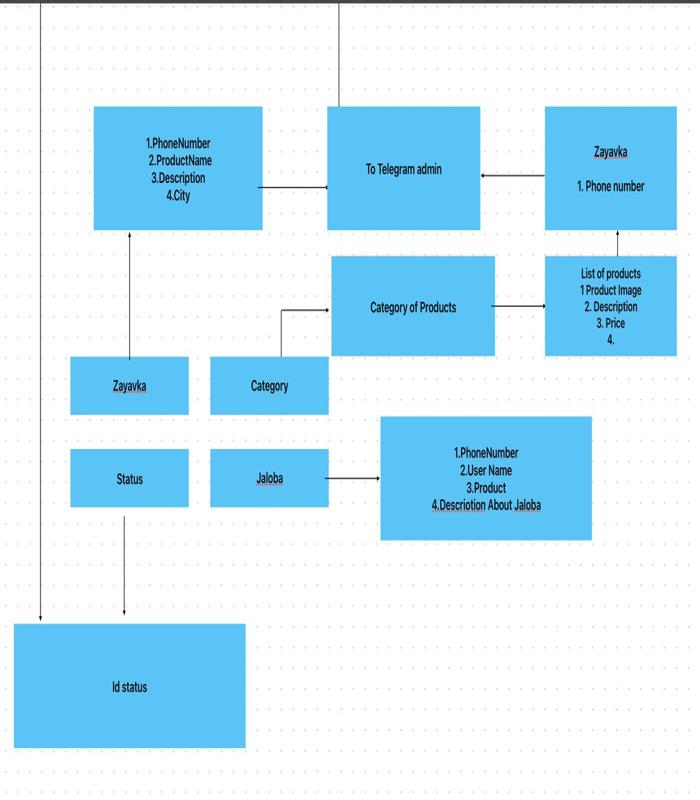 1.PhoneNumber
2.ProductName
3.Description
4.City
To Telegram admin
Zayavka
1. Phone number
Category of Products
List of products
1 Product Image
2. Description
3. Price
4.
Zayavka
Category
Status
Jaloba
1.PhoneNumber
2.User Name
3.Product
4.Descriotion About Jaloba
Id status